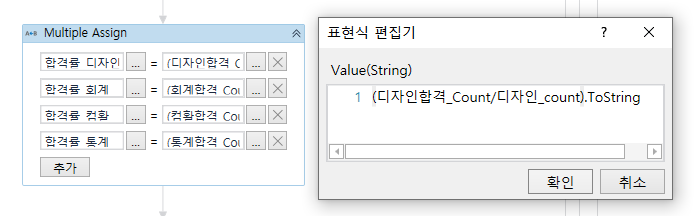 Multiple Assign
합격률_디자인 ... = (디자인합격_C ...
합격률_회계 ... = (회계합격_Cou ...
합격률_컴활 ... = (컴활합격_Cou ...
합격률_통계 ... = (통계합격_Cou ...
추가
표현식 편집기
Value(String)
1 (디자인합격_Count/디자인_count).ToString
확인 취소